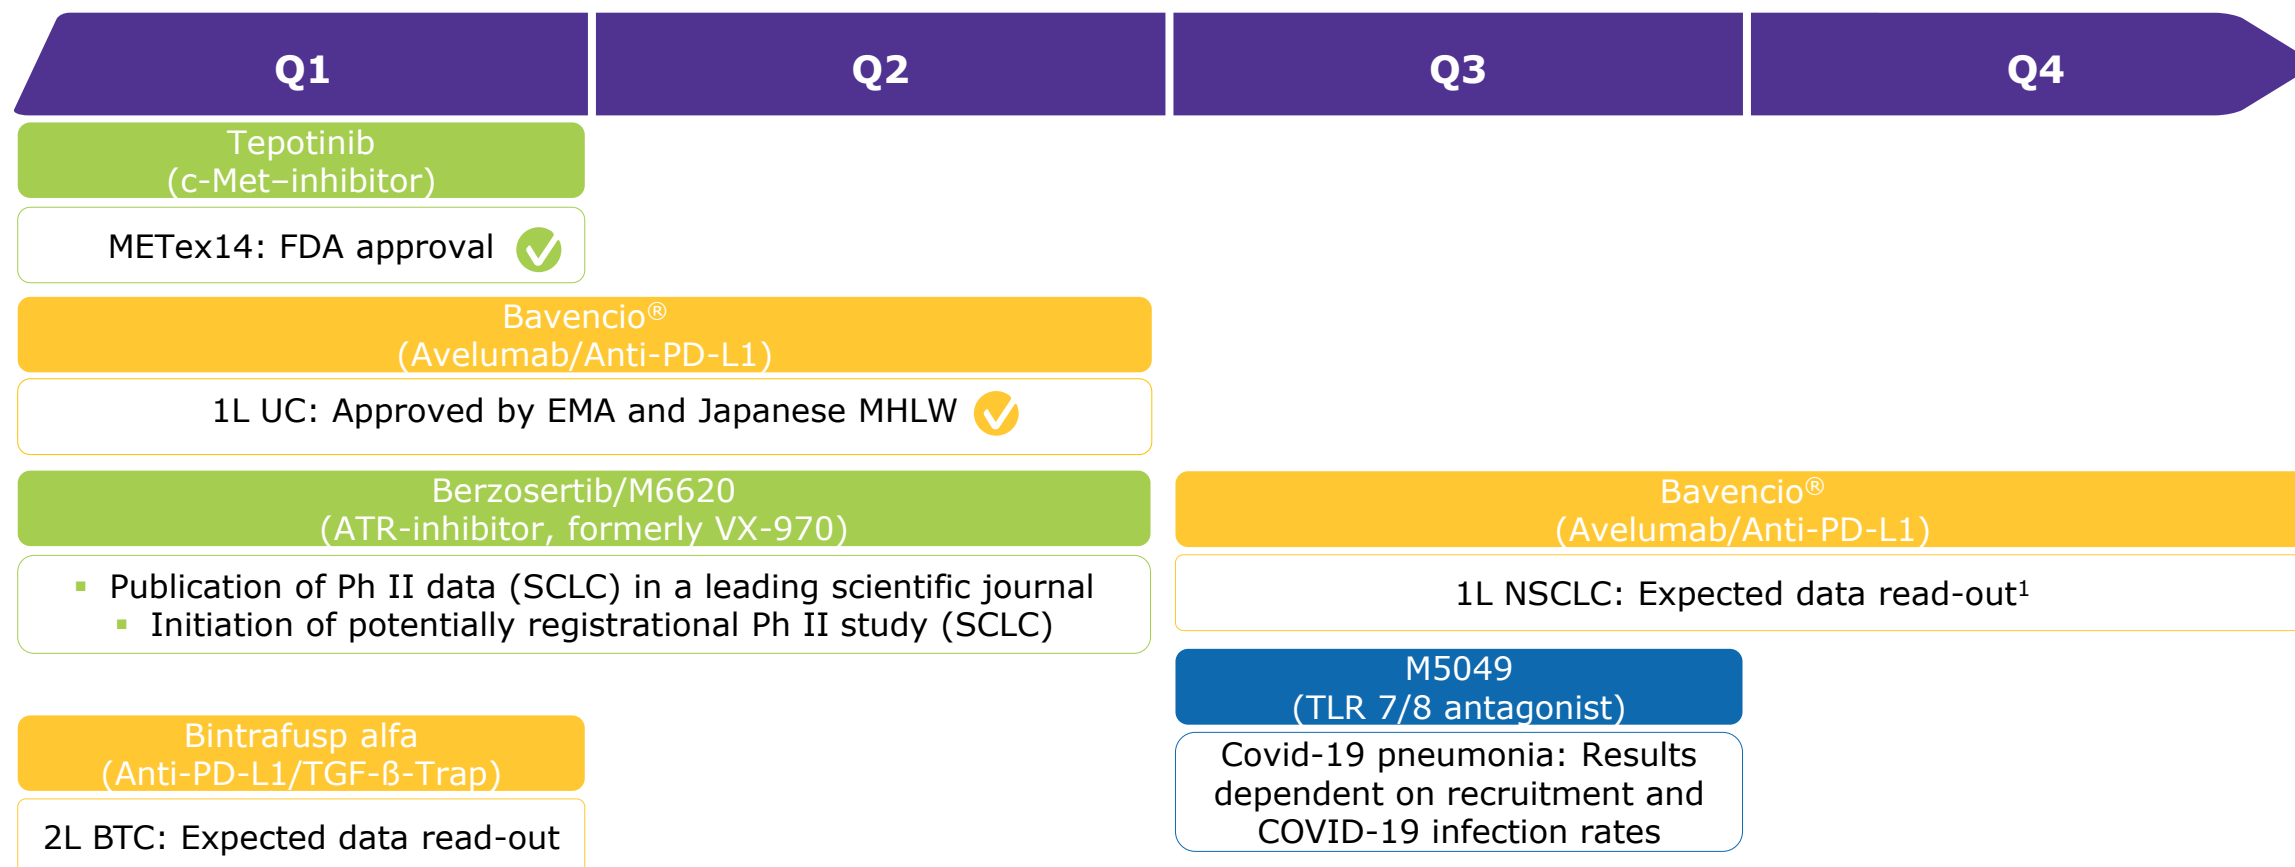 Q1
Q2
Q3
Q4
Tepotinib
(c-Met–inhibitor)
METex14: FDA approval
Bavencio®
(Avelumab/Anti-PD-L1)
1L UC: Approved by EMA and Japanese MHLW
Berzosertib/M6620
(ATR-inhibitor, formerly VX-970)
▪ Publication of Ph II data (SCLC) in a leading scientific journal
▪ Initiation of potentially registrational Ph II study (SCLC)
Bavencio®
(Avelumab/Anti-PD-L1)
1L NSCLC: Expected data read-out¹
M5049
(TLR 7/8 antagonist)
Covid-19 pneumonia: Results
dependent on recruitment and
COVID-19 infection rates
Bintrafusp alfa
(Anti-PD-L1/TGF-ß-Trap)
2L BTC: Expected data read-out